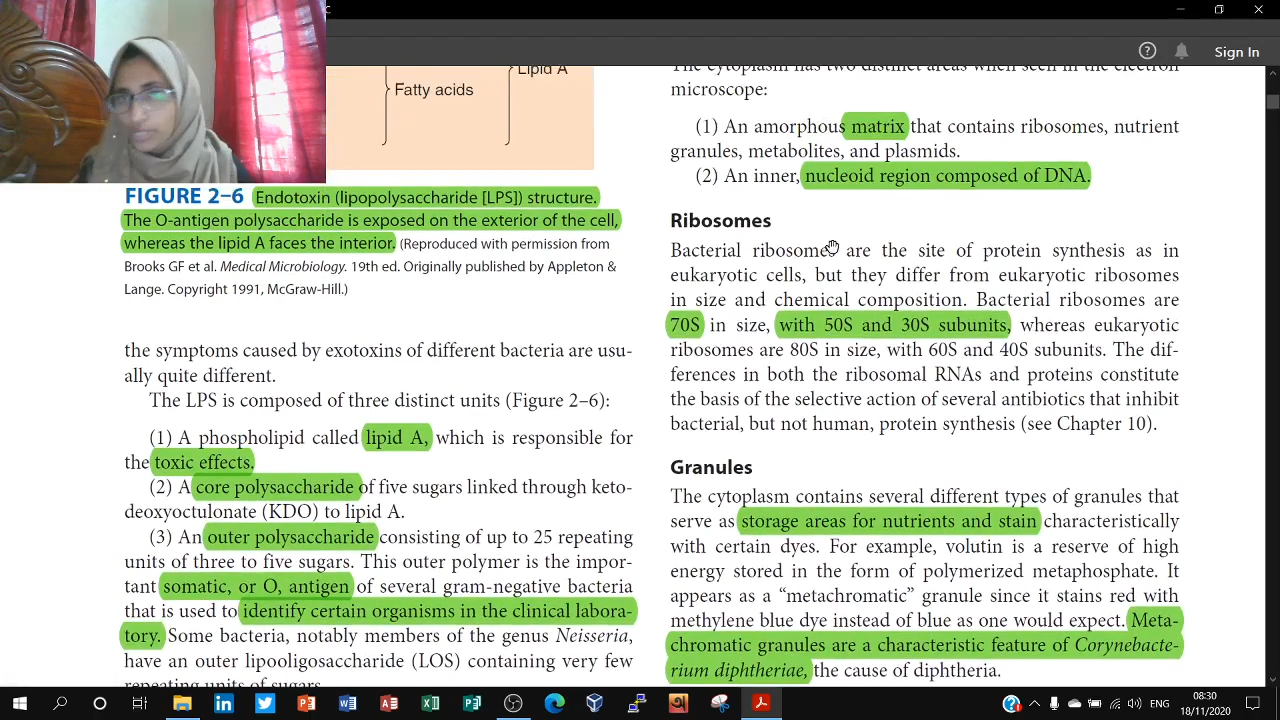 Sign In
Lipid A
Fatty acids
FIGURE 2–6 Endotoxin (lipopolysaccharide [LPS]) structure.
The O-antigen polysaccharide is exposed on the exterior of the cell,
whereas the lipid A faces the interior. (Reproduced with permission from
Brooks GF et al. Medical Microbiology. 19th ed. Originally published by Appleton &
Lange. Copyright 1991, McGraw-Hill.)
the symptoms caused by exotoxins of different bacteria are usu-
ally quite different.
The LPS is composed of three distinct units (Figure 2–6):
(1) A phospholipid called lipid A, which is responsible for
the toxic effects.
(2) A core polysaccharide of five sugars linked through keto-
deoxyoctulonate (KDO) to lipid A.
(3) An outer polysaccharide consisting of up to 25 repeating
units of three to five sugars. This outer polymer is the impor-
tant somatic, or O, antigen of several gram-negative bacteria
that is used to identify certain organisms in the clinical labora-
tory. Some bacteria, notably members of the genus Neisseria,
have an outer lipooligosaccharide (LOS) containing very few
repeating units of sugars.
The cytoplasm has two distinct areas when seen in the electron
microscope:
(1) An amorphous matrix that contains ribosomes, nutrient
granules, metabolites, and plasmids.
(2) An inner, nucleoid region composed of DNA.
Ribosomes
Bacterial ribosomes are the site of protein synthesis as in
eukaryotic cells, but they differ from eukaryotic ribosomes
in size and chemical composition. Bacterial ribosomes are
70S in size, with 50S and 30S subunits, whereas eukaryotic
ribosomes are 80S in size, with 60S and 40S subunits. The dif-
ferences in both the ribosomal RNAs and proteins constitute
the basis of the selective action of several antibiotics that inhibit
bacterial, but not human, protein synthesis (see Chapter 10).
Granules
The cytoplasm contains several different types of granules that
serve as storage areas for nutrients and stain characteristically
with certain dyes. For example, volutin is a reserve of high
energy stored in the form of polymerized metaphosphate. It
appears as a “metachromatic” granule since it stains red with
methylene blue dye instead of blue as one would expect. Meta-
chromatic granules are a characteristic feature of Corynebacte-
rium diphtheriae, the cause of diphtheria.
ENG
08:30
18/11/2020